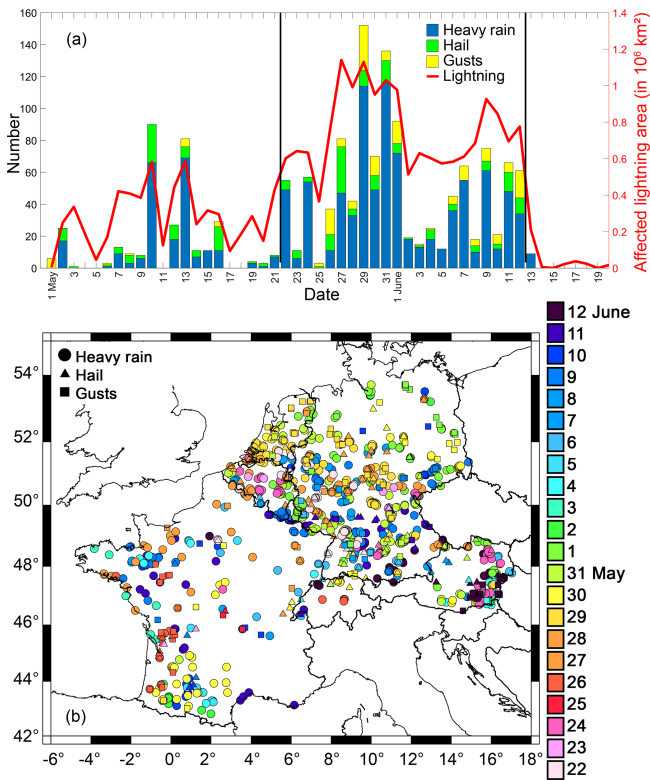 (a)
Heavy rain
Hail
Gusts
Lightning
Number
160
140
120
100
80
60
40
20
0
Affected lightning area (in 10⁶ km²)
1.4
1.2
1
0.8
0.6
0.4
0.2
0
1 May 3 5 7 9 11 13 15 17 19 21 23 25 27 29 31 1 June 3 5 7 9 11 13 15 17 19
Date
Heavy rain
Hail
Gusts
(b)
54°
52°
50°
48°
46°
44°
42°
-6° -4° -2° 0° 2° 4° 6° 8° 10° 12° 14° 16° 18°
12 June
11
10
9
8
7
6
5
4
3
2
1
31 May
30
29
28
27
26
25
24
23
22